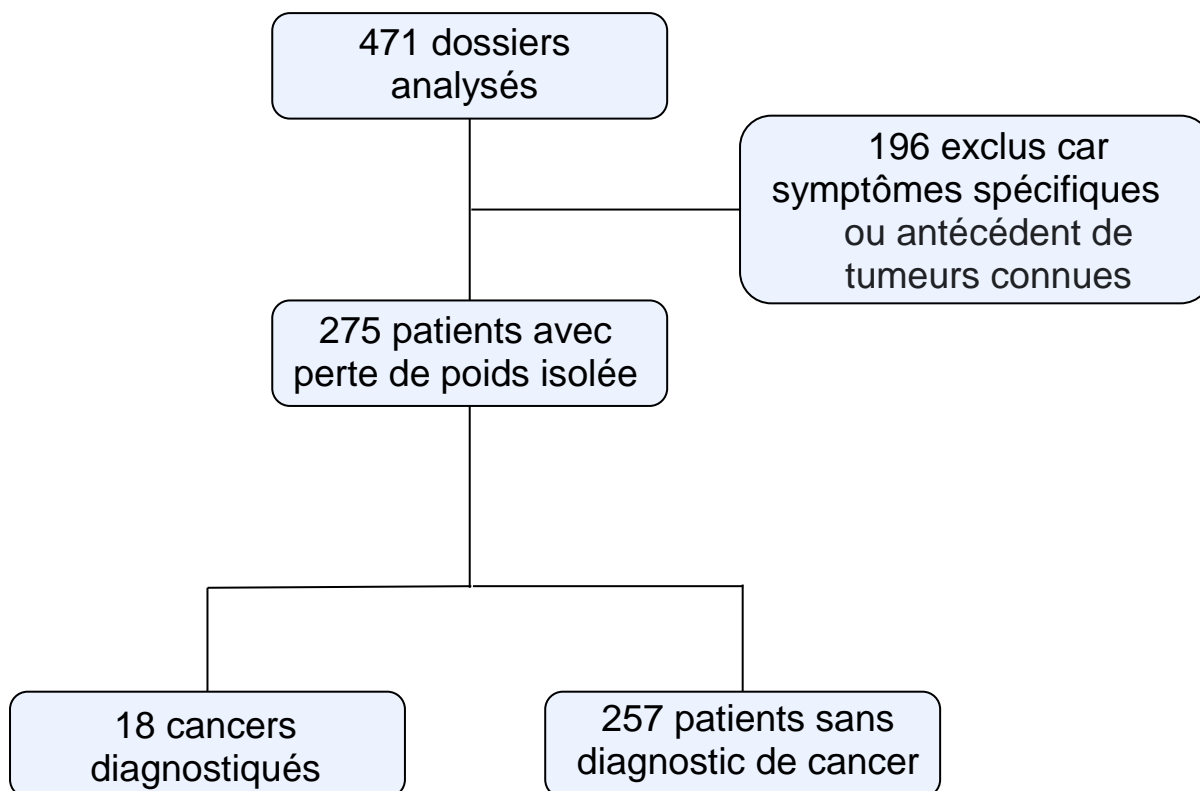 471 dossiers
analysés
196 exclus car
symptômes spécifiques
ou antécédent de
tumeurs connues
275 patients avec
perte de poids isolée
18 cancers
diagnostiqués
257 patients sans
diagnostic de cancer